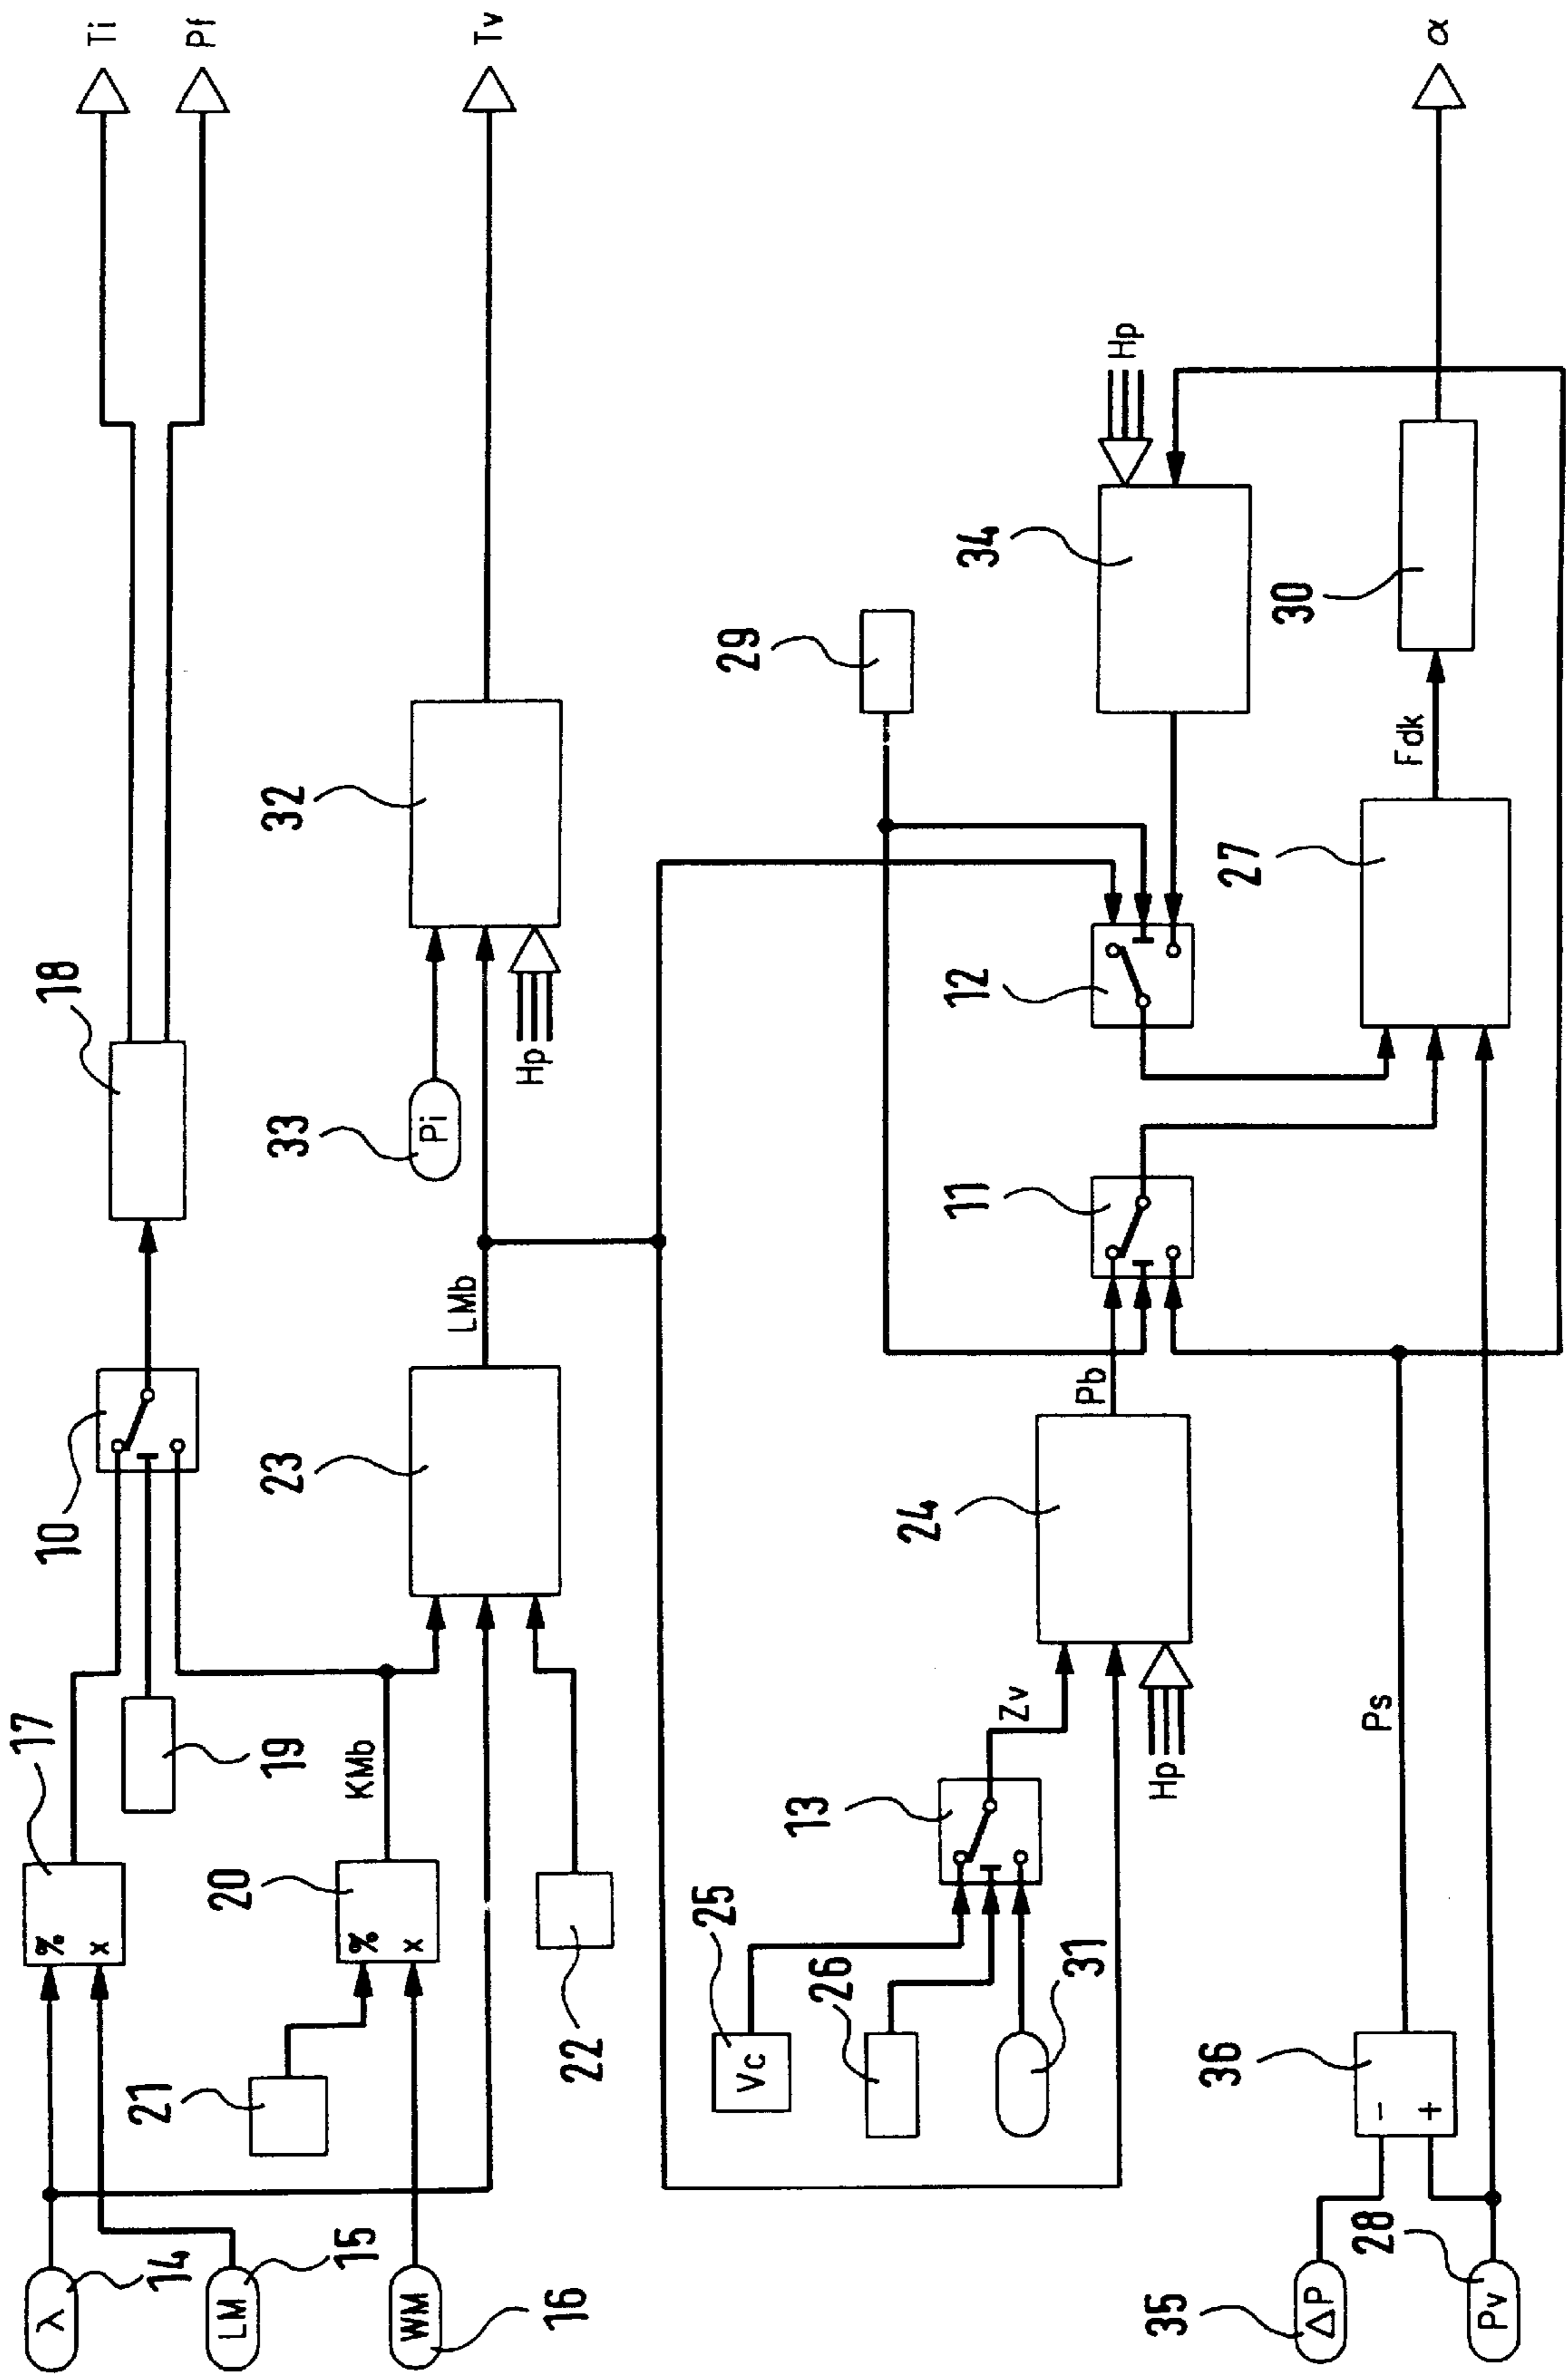 λ
14
LM
15
WM
16
21
17
%
x
20
%
x
22
19
KMb
10
23
LMb
18
33
Pi
Hp
32
Ti
Pf
Tv
25
Vc
26
31
13
Zv
Hp
24
Pb
11
12
29
34
Hp
35
ΔP
28
Pv
36
-
+
Ps
27
Fdk
30
α